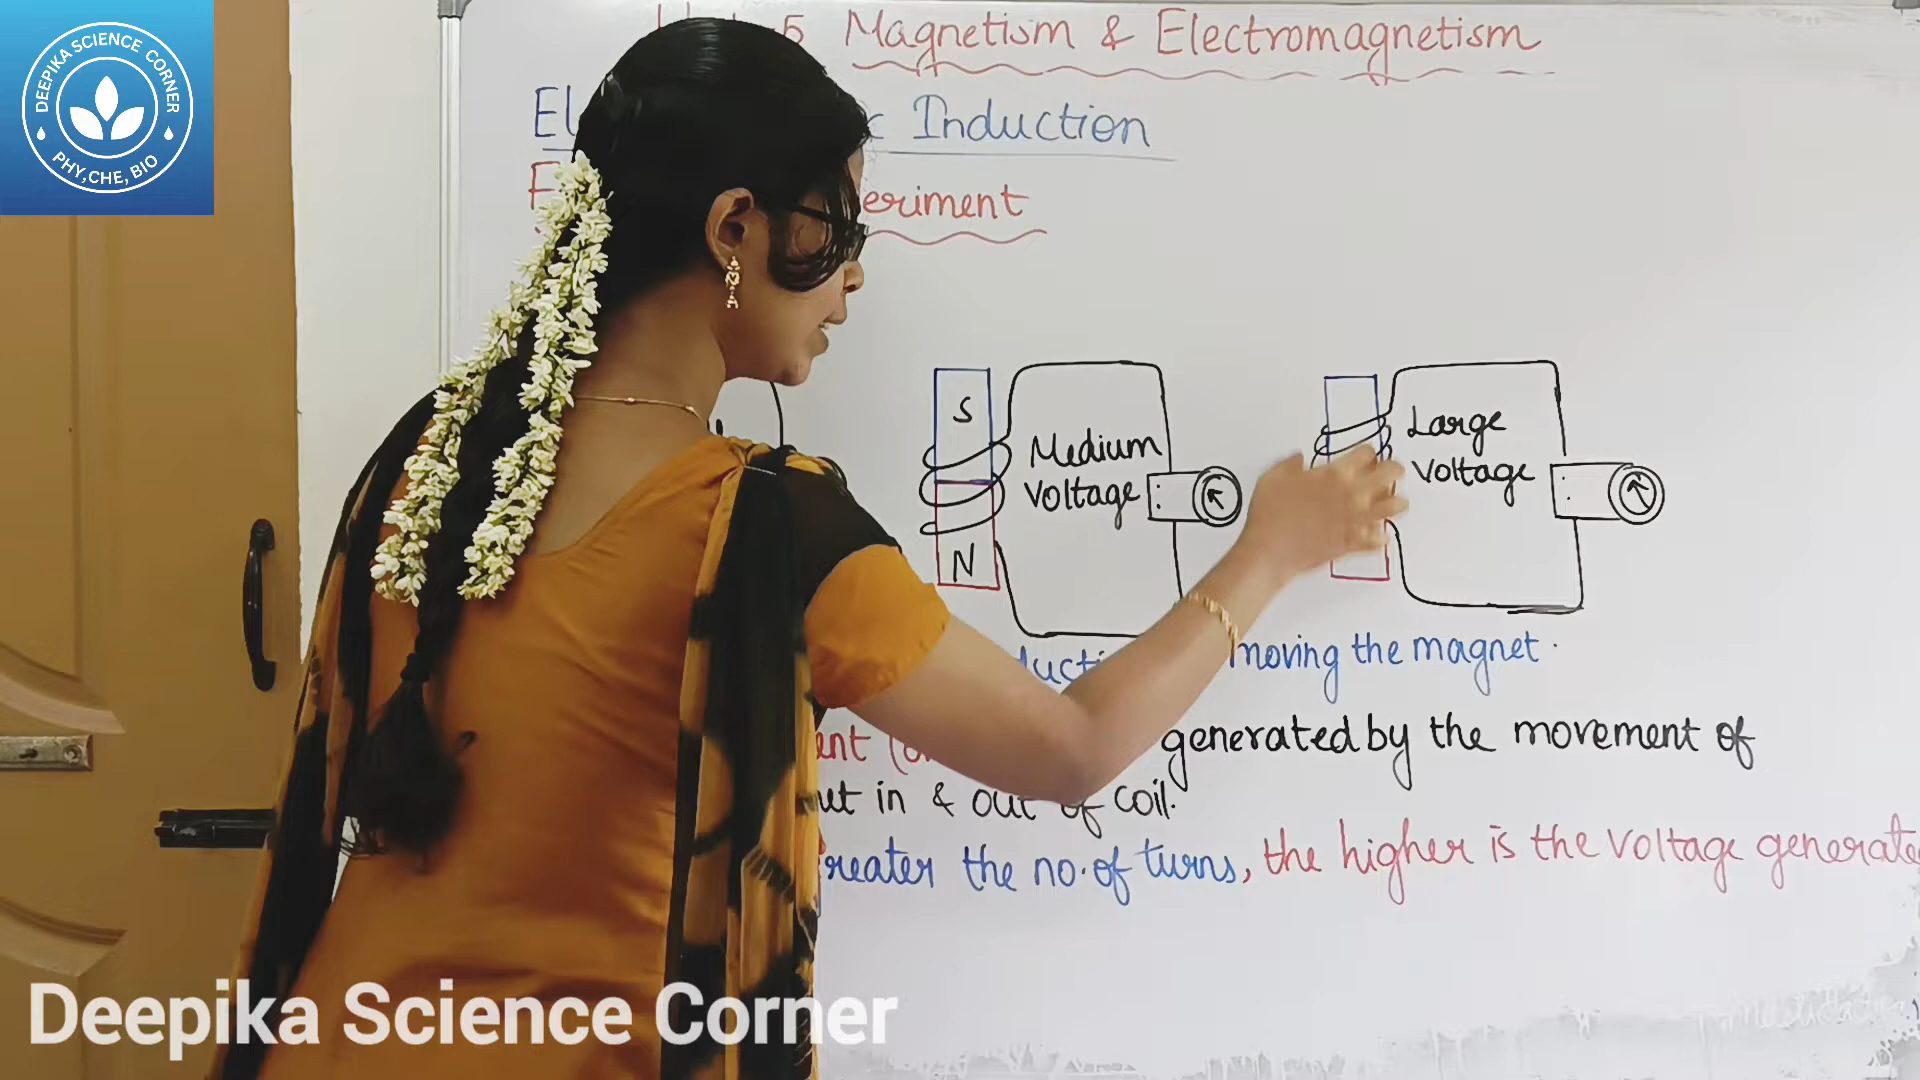 DEEPIKA SCIENCE CORNER
PHY,CHE, BIO
5 Magnetism & Electromagnetism
Induction
eriment
S
N
Medium
Voltage
Large
Voltage
moving the magnet.
generated by the movement of
in & out of coil.
reater the no. of turns, the higher is the voltage generate
Deepika Science Corner